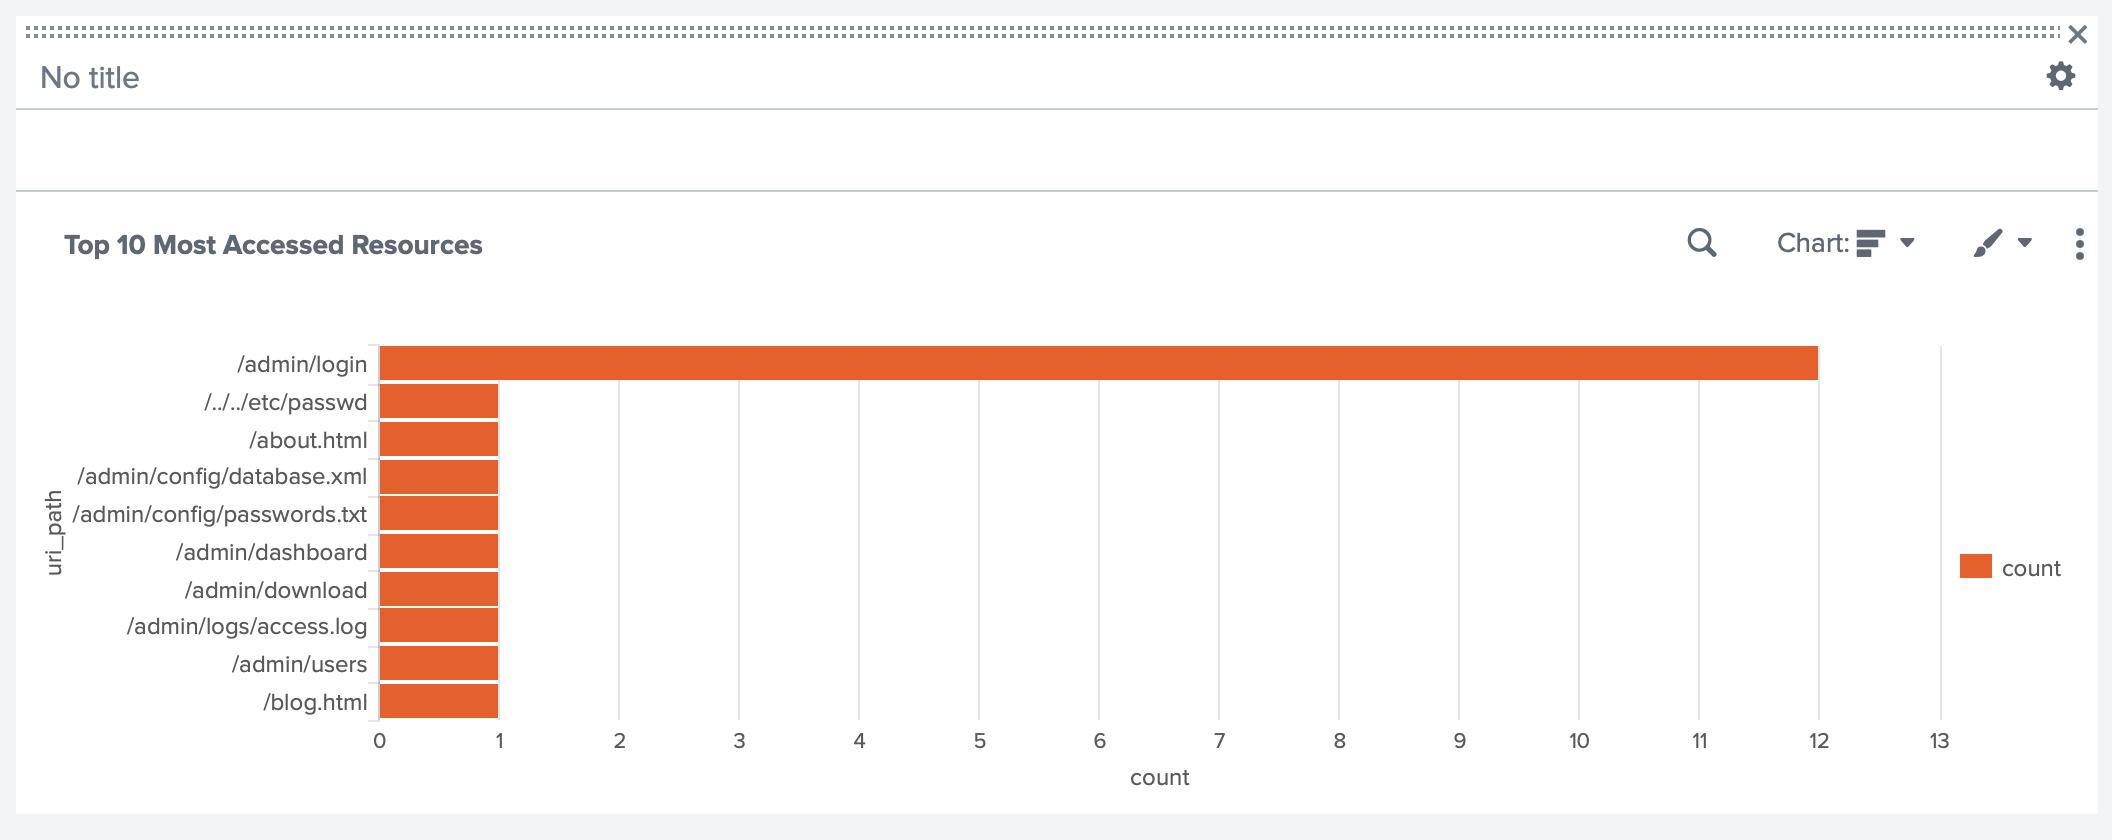 No title
Top 10 Most Accessed Resources
Chart:
/admin/login
/../../etc/passwd
/about.html
/admin/config/database.xml
/admin/config/passwords.txt
/admin/dashboard
/admin/download
/admin/logs/access.log
/admin/users
/blog.html
uri_path
0 1 2 3 4 5 6 7 8 9 10 11 12 13
count
count